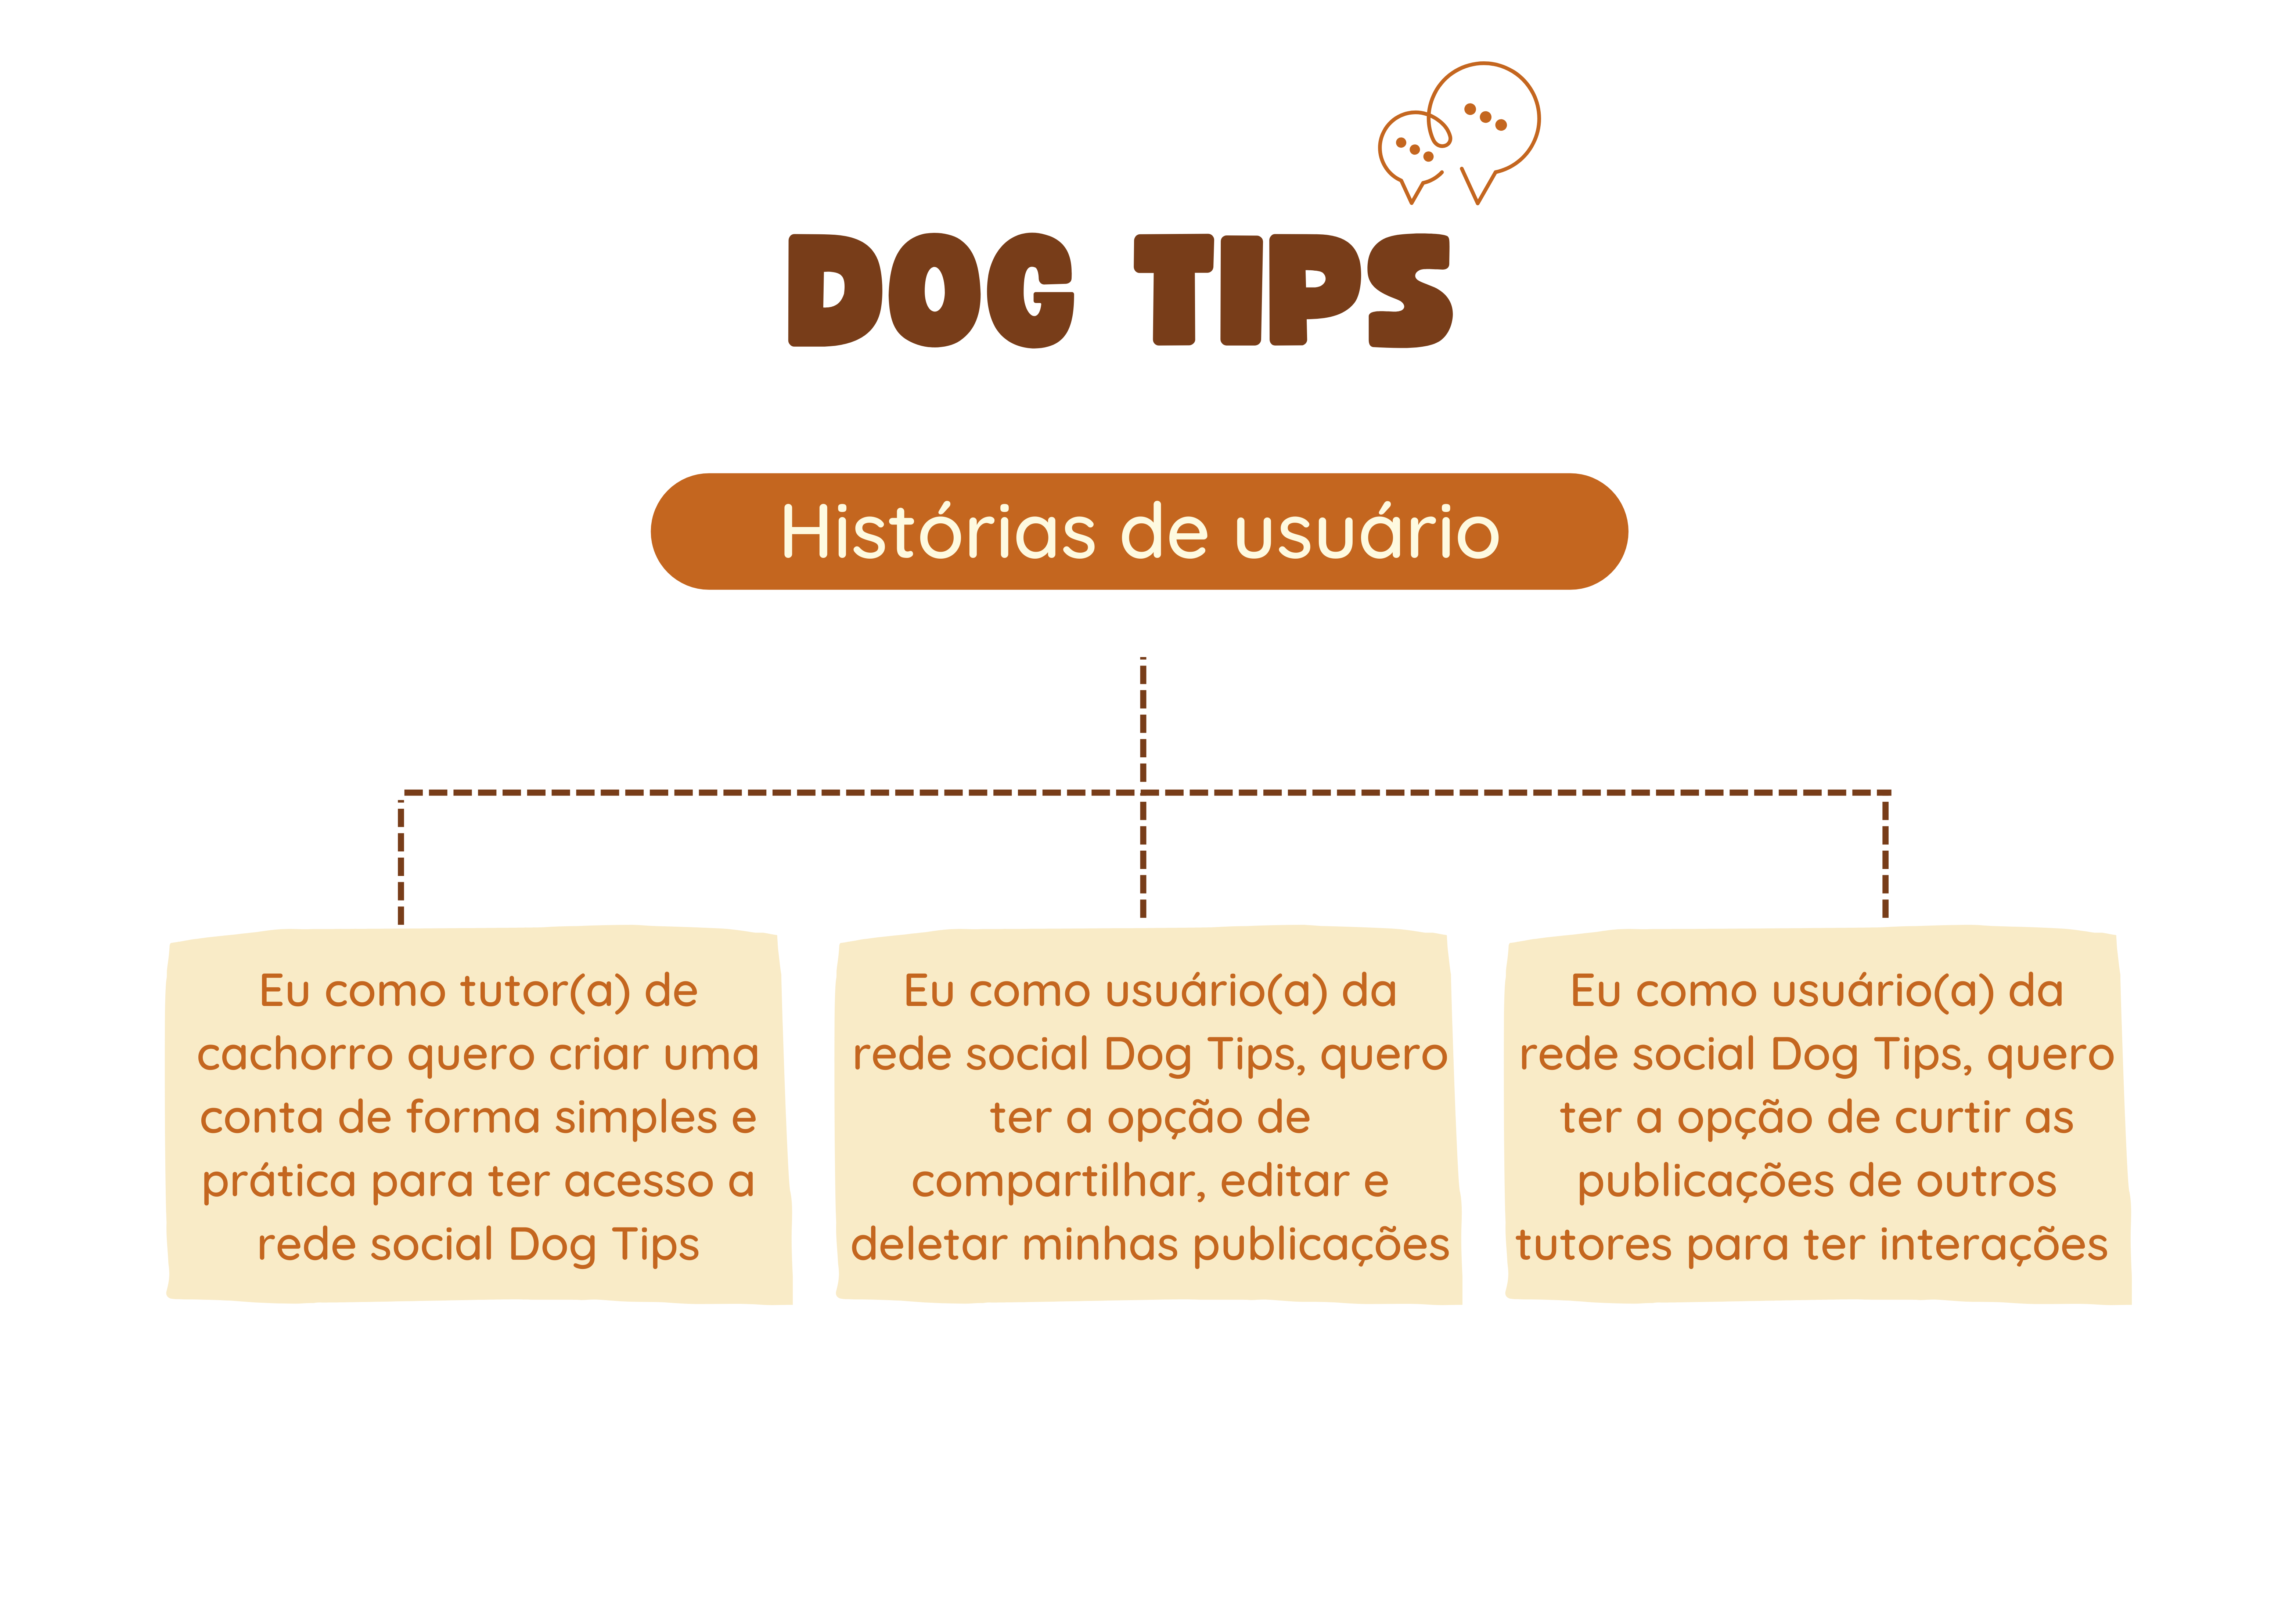 DOG TIPS
Histórias de usuário
Eu como tutor(a) de
cachorro quero criar uma
conta de forma simples e
prática para ter acesso a
rede social Dog Tips
Eu como usuário(a) da
rede social Dog Tips, quero
ter a opção de
compartilhar, editar e
deletar minhas publicações
Eu como usuário(a) da
rede social Dog Tips, quero
ter a opção de curtir as
publicações de outros
tutores para ter interações